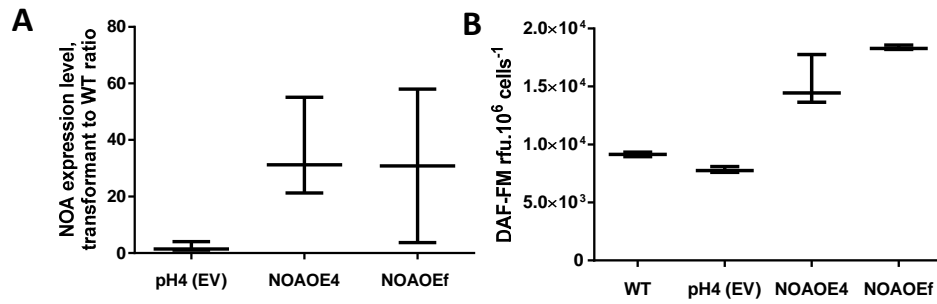 A
NOA expression level,
transformant to WT ratio
80
60
40
20
0
pH4 (EV) NOAOE4 NOAOEf
B
DAF-FM rfu.10⁶ cells⁻¹
2.0×10⁴
1.5×10⁴
1.0×10⁴
5.0×10³
0
WT pH4 (EV) NOAOE4 NOAOEf